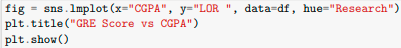 fig = sns.lmplot(x="CGPA", y="LOR ", data=df, hue="Research")
plt.title("GRE Score vs CGPA")
plt.show()